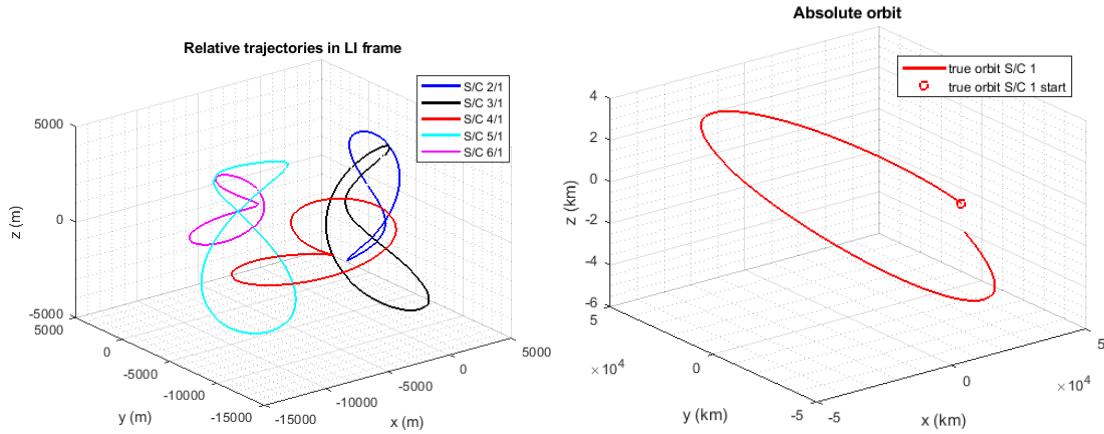 Relative trajectories in LI frame
S/C 2/1
S/C 3/1
S/C 4/1
S/C 5/1
S/C 6/1
5000
0
-5000
z (m)
5000
0
-5000
-10000
-15000
y (m)
-15000
-10000
-5000
0
5000
x (m)
Absolute orbit
true orbit S/C 1
true orbit S/C 1 start
4
2
0
-2
-4
-6
z (km)
5
0
-5
×10⁴
y (km)
-5
0
5
×10⁴
x (km)